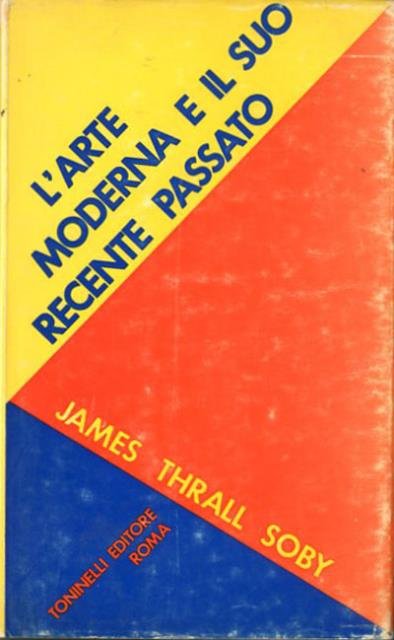 L'ARTE
MODERNA E IL SUO
RECENTE PASSATO
JAMES THRALL SOBY
TONINELLI EDITORE
ROMA